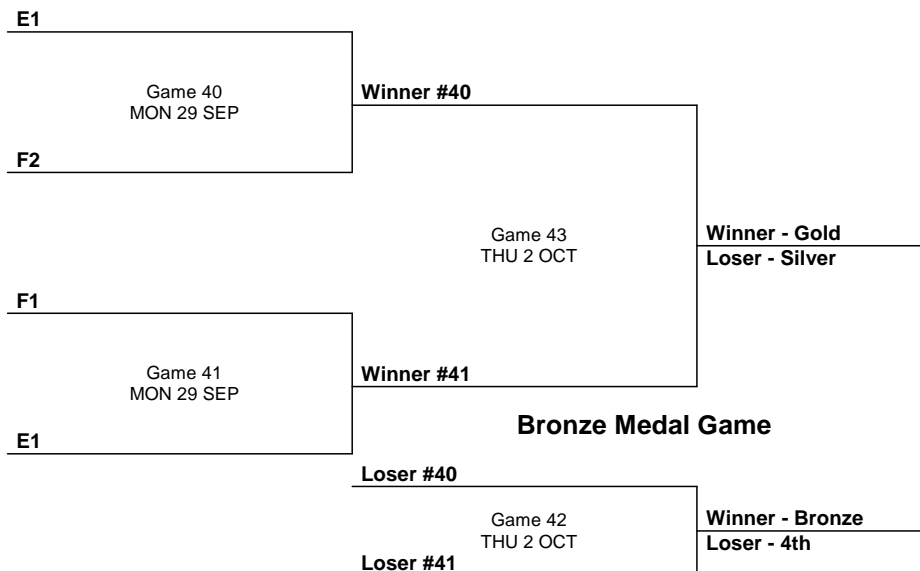 E1
Game 40
MON 29 SEP
Winner #40
F2
Game 43
THU 2 OCT
Winner - Gold
Loser - Silver
F1
Game 41
MON 29 SEP
Winner #41
E1
Bronze Medal Game
Loser #40
Game 42
THU 2 OCT
Winner - Bronze
Loser - 4th
Loser #41